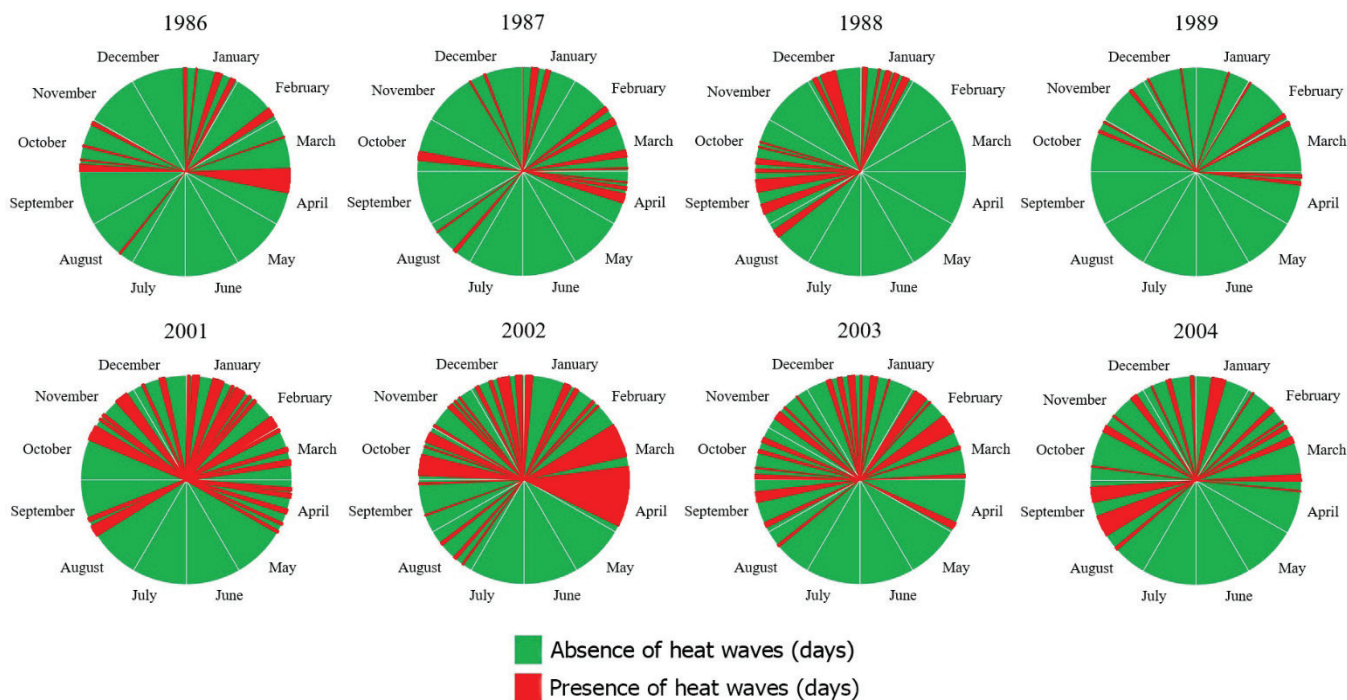 1986
December
January
November
February
October
March
September
April
August
May
July
June
1987
December
January
November
February
October
March
September
April
August
May
July
June
1988
December
January
November
February
October
March
September
April
August
May
July
June
1989
December
January
November
February
October
March
September
April
August
May
July
June
2001
December
January
November
February
October
March
September
April
August
May
July
June
2002
December
January
November
February
October
March
September
April
August
May
July
June
2003
December
January
November
February
October
March
September
April
August
May
July
June
2004
December
January
November
February
October
March
September
April
August
May
July
June
Absence of heat waves (days)
Presence of heat waves (days)